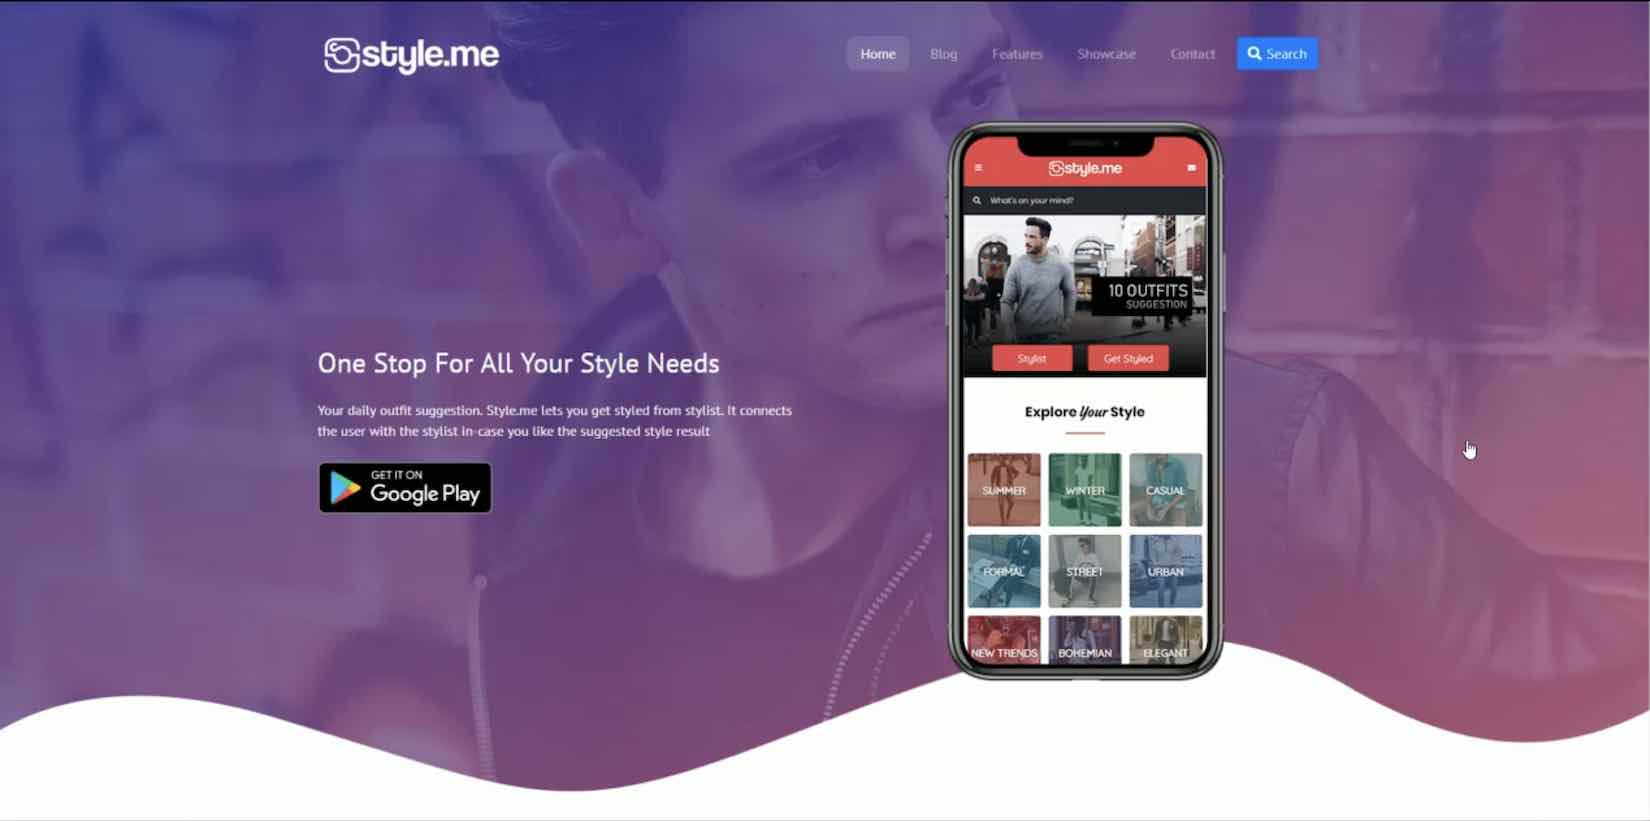 style.me
Home
Blog
Features
Showcase
Contact
Search
style.me
What's on your mind?
10 OUTFITS
SUGGESTION
Stylist
Get Styled
One Stop For All Your Style Needs
Your daily outfit suggestion. Style.me lets you get styled from stylist. It connects
the user with the stylist in-case you like the suggested style result
GET IT ON
Google Play
Explore Your Style
SUMMER
WINTER
CASUAL
FORMAL
STREET
URBAN
NEW TRENDS
BOHEMIAN
ELEGANT